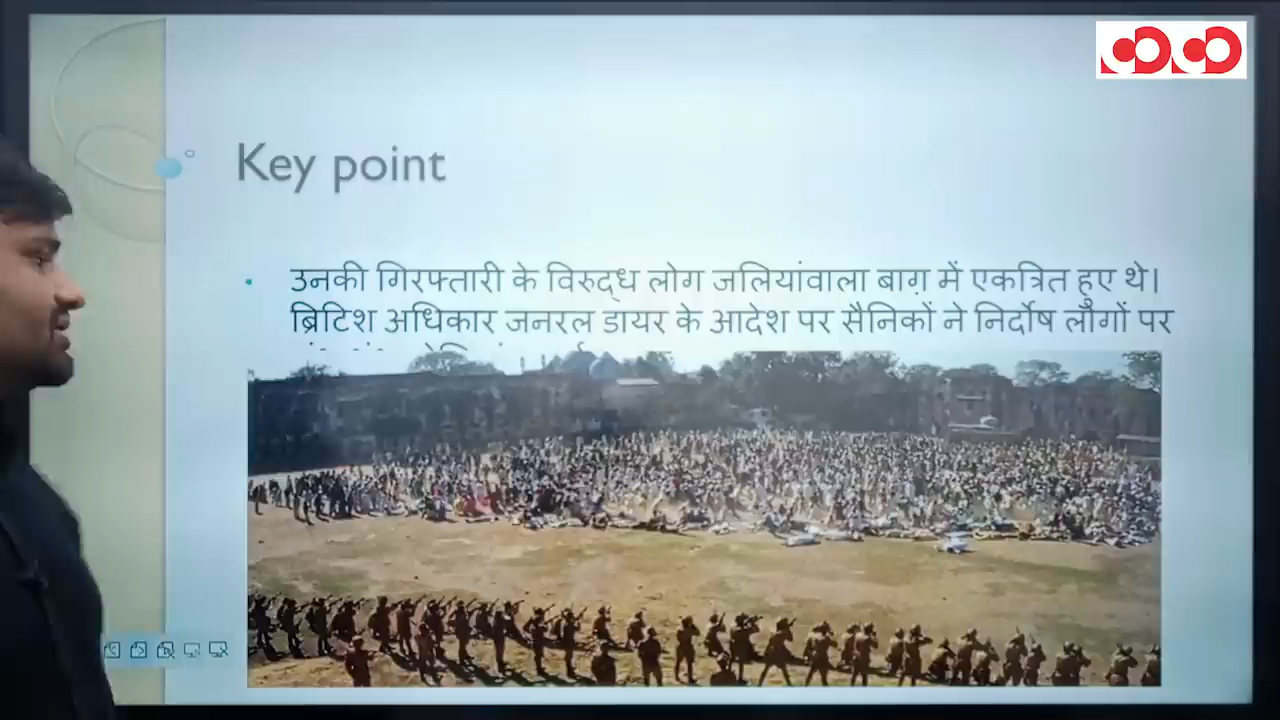 Key point
उनकी गिरफ्तारी के विरुद्ध लोग जलियांवाला बाग़ में एकत्रित हुए थे।
ब्रिटिश अधिकार जनरल डायर के आदेश पर सैनिकों ने निर्दोष लोगों पर